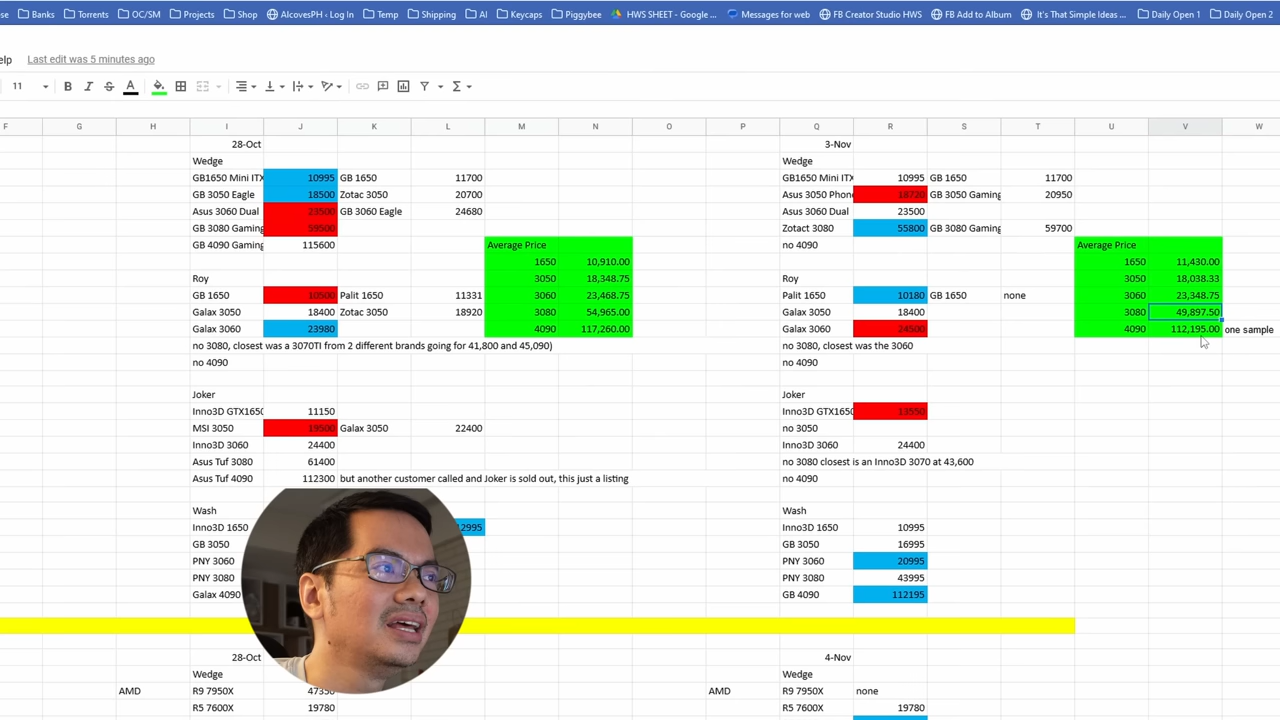 se Banks Torrents OC/SM Projects Shop AlcovesPH - Log In Temp Shipping AI Keycaps Piggybee HWS SHEET - Google ... Messages for web FB Creator Studio HWS FB Add to Album It's That Simple Ideas ... Daily Open 1 Daily Open 2
elp Last edit was 5 minutes ago
11 B I S A
F G H I J K L M N O P Q R S T U V W
28-Oct 3-Nov
Wedge Wedge
GB1650 Mini ITX 10995 GB 1650 11700 GB1650 Mini ITX 10995 GB 1650 11700
GB 3050 Eagle 18500 Zotac 3050 20700 Asus 3050 Phon 18720 GB 3050 Gaming 20950
Asus 3060 Dual 23500 GB 3060 Eagle 24680 Asus 3060 Dual 23500
GB 3080 Gaming 59500 Zotact 3080 55800 GB 3080 Gaming 59700
GB 4090 Gaming 115600 Average Price no 4090 Average Price
1650 10,910.00 1650 11,430.00
Roy 3050 18,348.75 Roy 3050 18,038.33
GB 1650 10500 Palit 1650 11331 3060 23,468.75 Palit 1650 10180 GB 1650 none 3060 23,348.75
Galax 3050 18400 Zotac 3050 18920 3080 54,965.00 Galax 3050 18400 3080 49,897.50
Galax 3060 23980 4090 117,260.00 Galax 3060 24500 4090 112,195.00 one sample
no 3080, closest was a 3070TI from 2 different brands going for 41,800 and 45,090) no 3080, closest was the 3060
no 4090 no 4090
Joker Joker
Inno3D GTX1650 11150 Inno3D GTX1650 13550
MSI 3050 19500 Galax 3050 22400 no 3050
Inno3D 3060 24400 Inno3D 3060 24400
Asus Tuf 3080 61400 no 3080 closest is an Inno3D 3070 at 43,600
Asus Tuf 4090 112300 but another customer called and Joker is sold out, this just a listing no 4090
Wash Wash
Inno3D 1650 12995 Inno3D 1650 10995
GB 3050 GB 3050 16995
PNY 3060 PNY 3060 20995
PNY 3080 PNY 3080 43995
Galax 4090 GB 4090 112195
28-Oct 4-Nov
Wedge Wedge
AMD R9 7950X 47350 AMD R9 7950X none
R5 7600X 19780 R5 7600X 19780